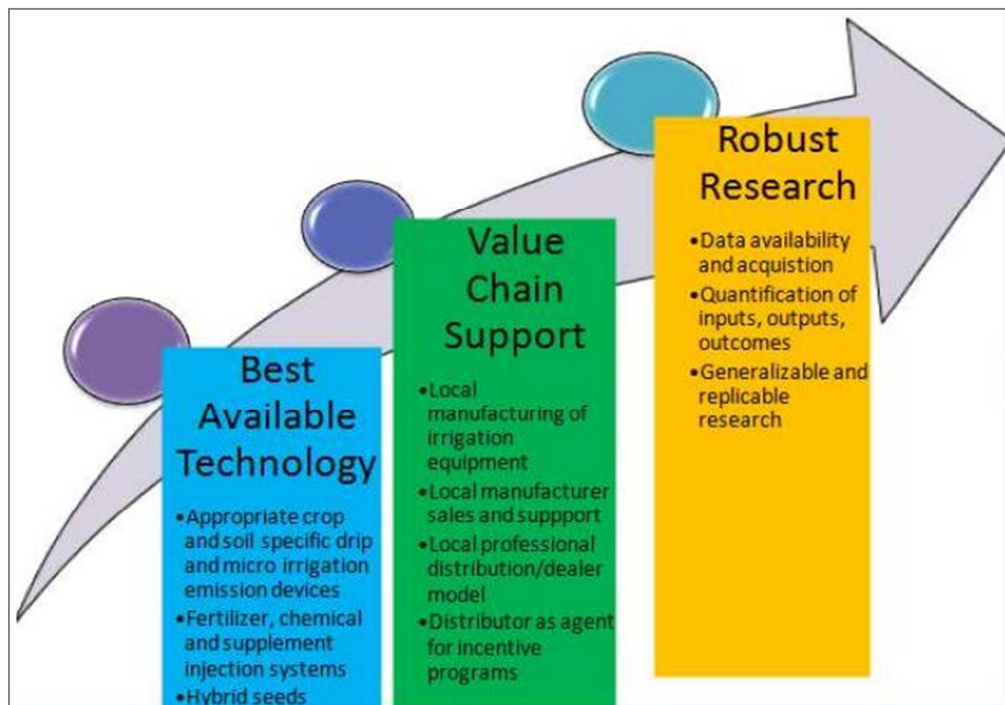 Best
Available
Technology
•Appropriate crop
and soil specific drip
and micro irrigation
emission devices
•Fertilizer, chemical
and supplement
injection systems
•Hybrid seeds
Value
Chain
Support
•Local
manufacturing of
irrigation
equipment
•Local manufacturer
sales and suppport
•Local professional
distribution/dealer
model
•Distributor as agent
for incentive
programs
Robust
Research
•Data availability
and acquistion
•Quantification of
inputs, outputs,
outcomes
•Generalizable and
replicable
research